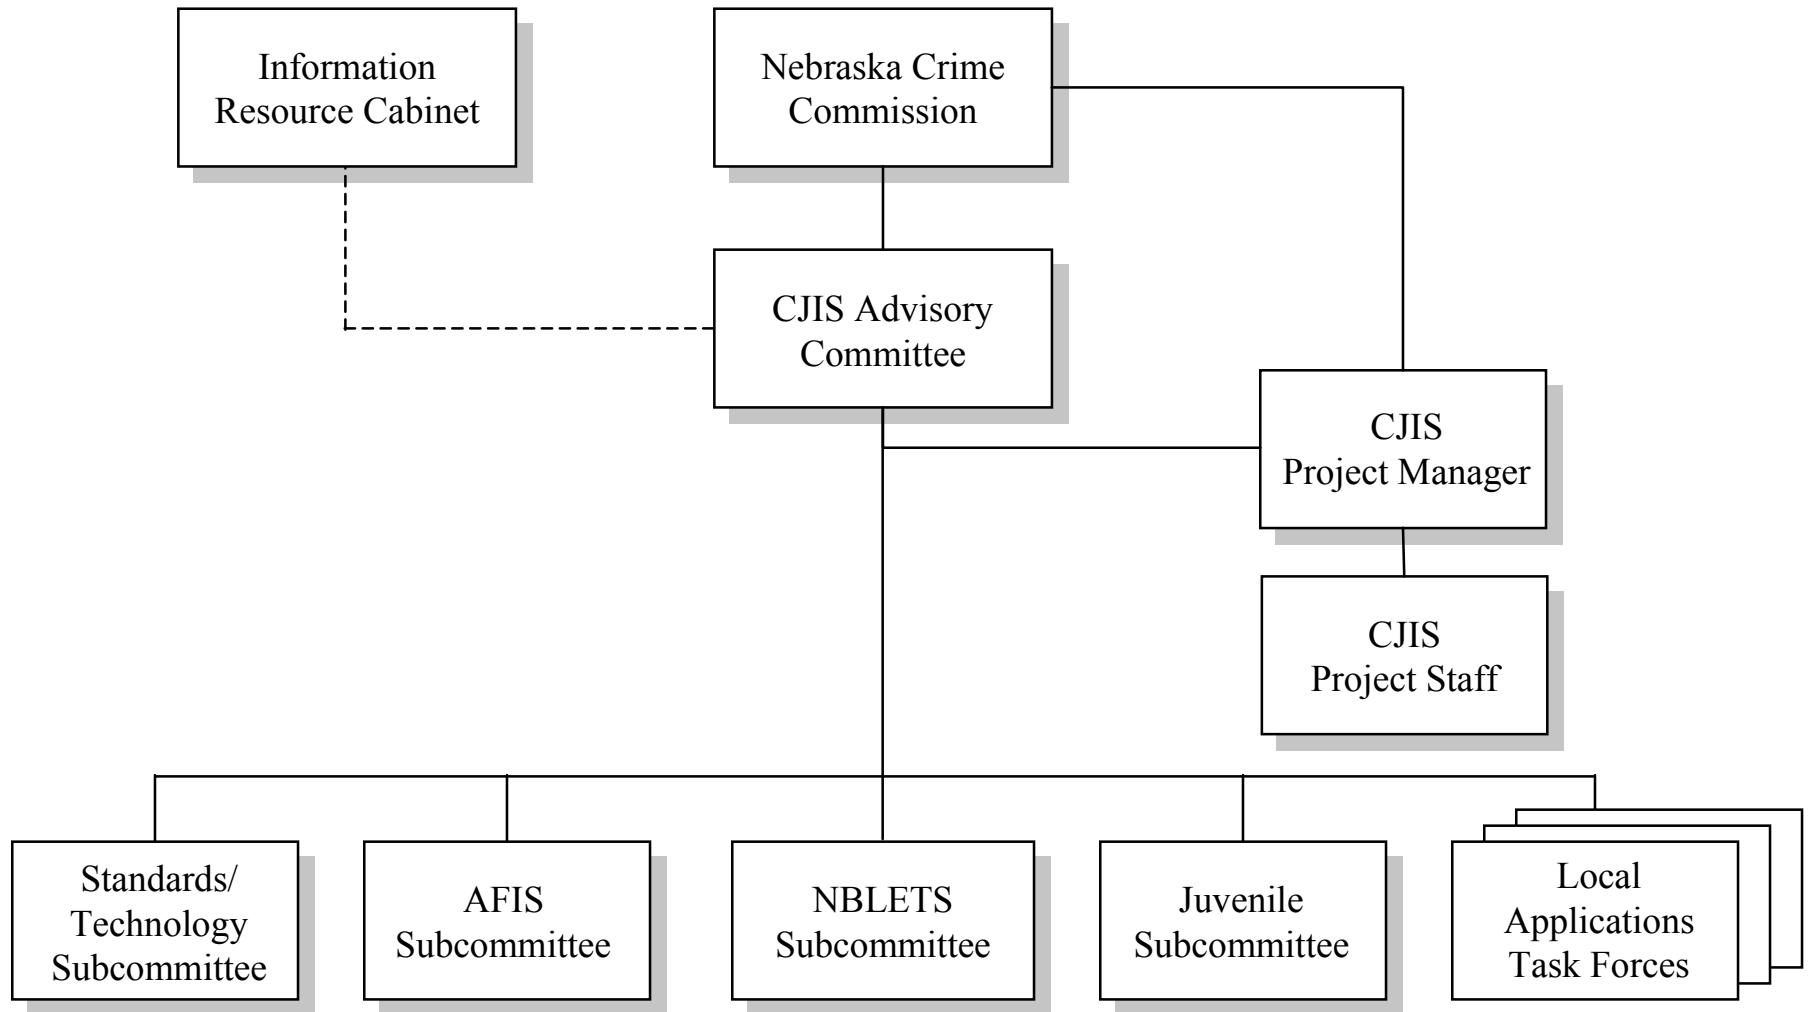 Information
Resource Cabinet
Nebraska Crime
Commission
CJIS Advisory
Committee
CJIS
Project Manager
CJIS
Project Staff
Standards/
Technology
Subcommittee
AFIS
Subcommittee
NBLETS
Subcommittee
Juvenile
Subcommittee
Local
Applications
Task Forces